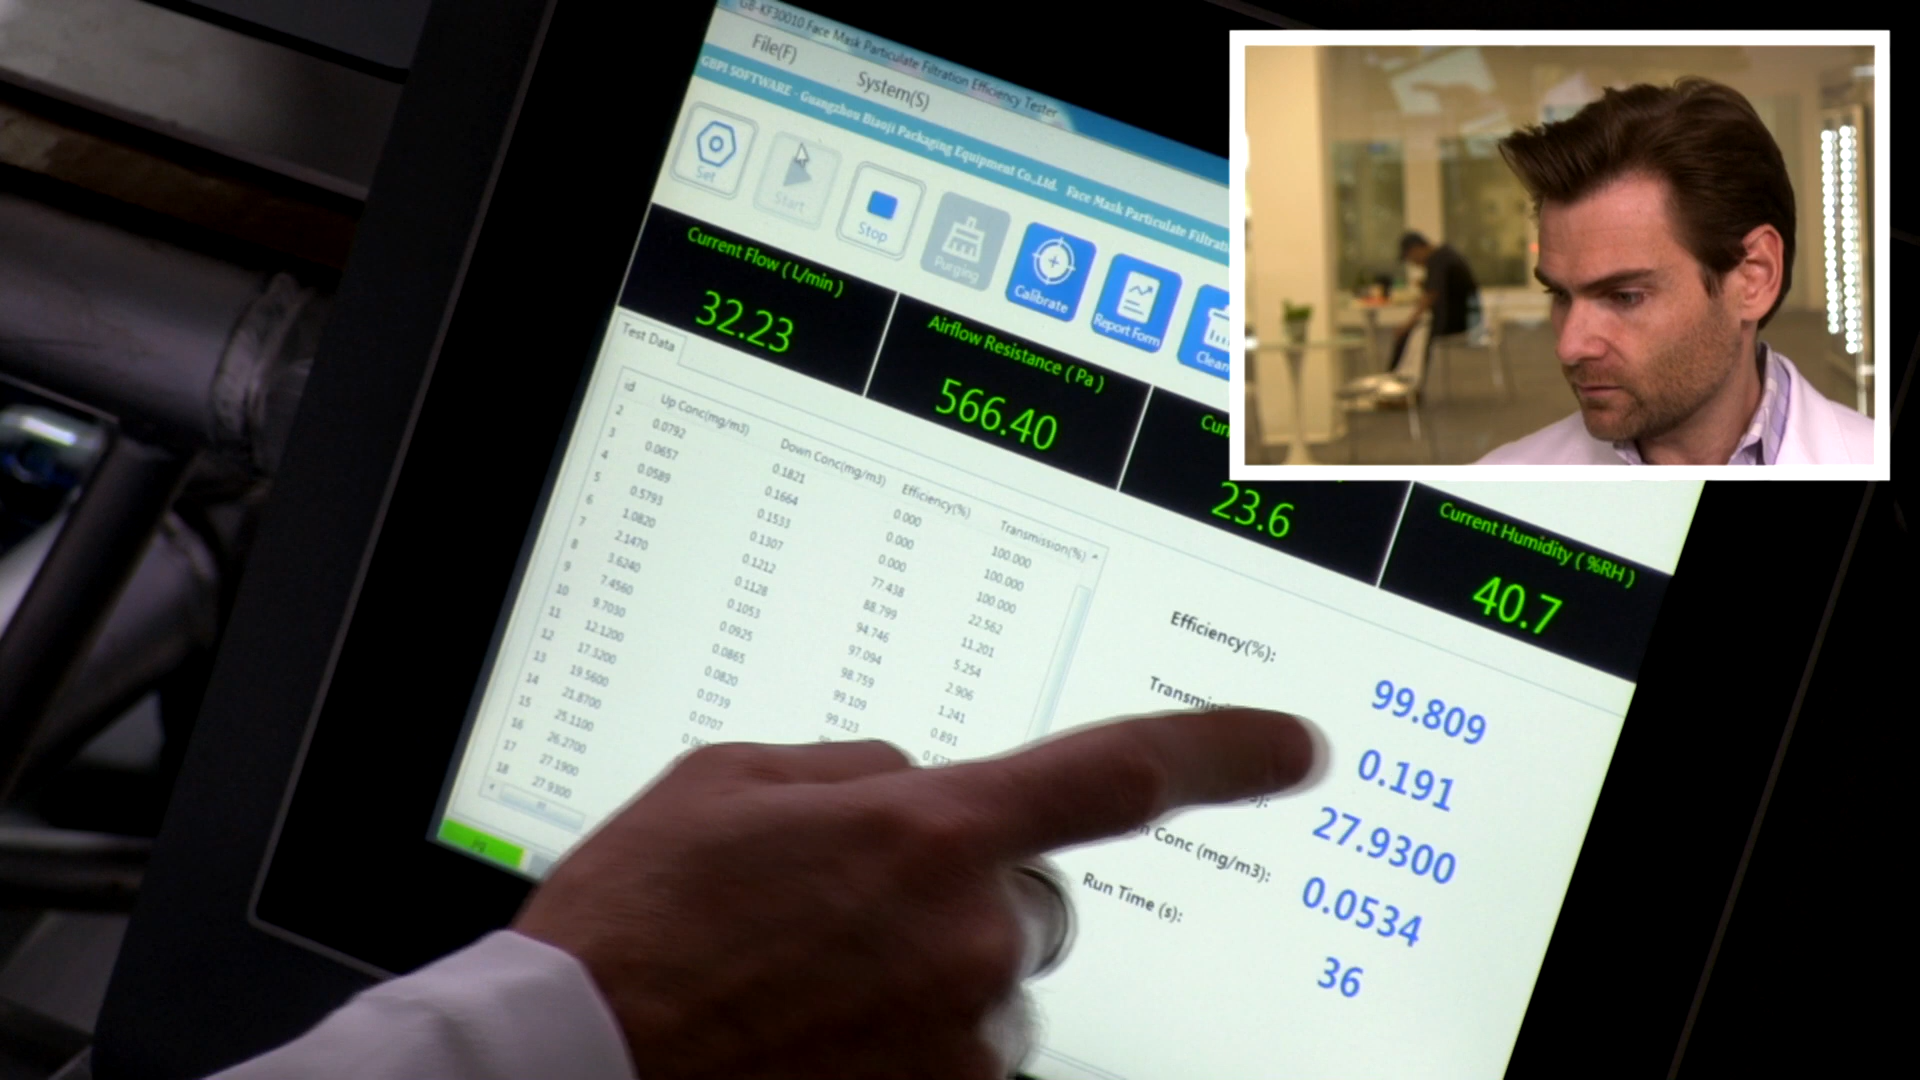 GB-KF30010 Face Mask Particulate Filtration Efficiency Tester
File(F) System(S)
GBPI SOFTWARE - Guangzhou Bianji Packaging Equipment Co.,Ltd. Face Mask Particulate Filtrati
Set Start Stop Purging Calibrate Report Form Clean
Current Flow ( L/min ) Airflow Resistance ( Pa ) Cur Current Humidity ( %RH )
32.23 566.40 23.6 40.7
Test Data
id Up Conc(mg/m3) Down Conc(mg/m3) Efficiency(%) Transmission(%)
2 0.0792 0.1821 0.000 100.000
3 0.0657 0.1664 0.000 100.000
4 0.0589 0.1533 0.000 100.000
5 0.5793 0.1307 77.438 22.562
6 1.0820 0.1212 88.799 11.201
7 2.1470 0.1128 94.746 5.254
8 3.6240 0.1053 97.094 2.906
9 7.4560 0.0925 98.759 1.241
10 9.7030 0.0865 99.109 0.891
11 12.1200 0.0820 99.323
12 17.3200 0.0739
13 19.5600 0.0707
14 21.8700
15 25.1100
16 26.2700
17 27.1900
18 27.9300
Efficiency(%): 99.809
Transmis 0.191
27.9300
Conc (mg/m3): 0.0534
Run Time (s): 36